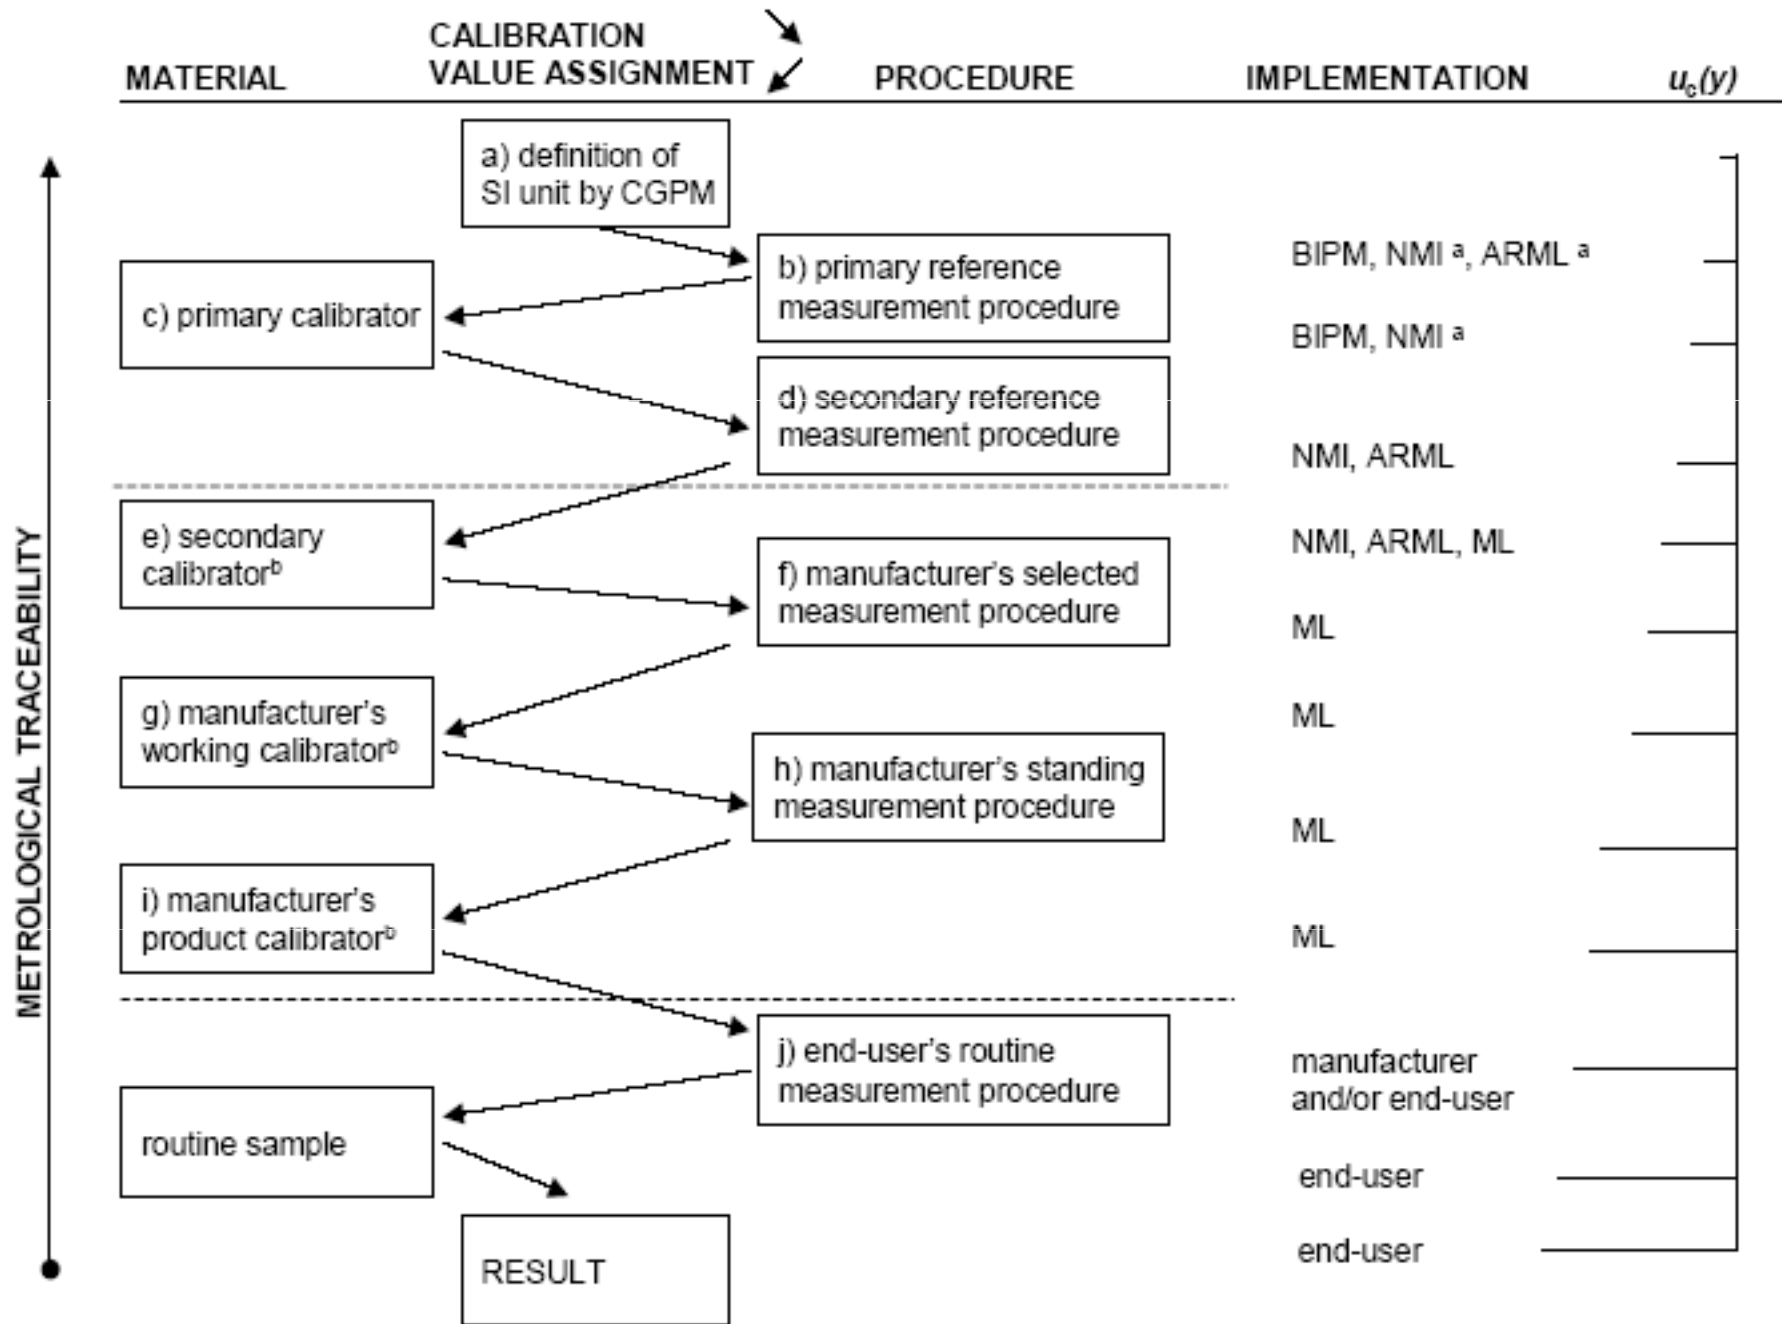 CALIBRATION
MATERIAL VALUE ASSIGNMENT PROCEDURE IMPLEMENTATION uc(y)
a) definition of
SI unit by CGPM
b) primary reference
measurement procedure
BIPM, NMI a, ARML a
c) primary calibrator
BIPM, NMI a
d) secondary reference
measurement procedure
NMI, ARML
e) secondary
calibratorb
NMI, ARML, ML
f) manufacturer's selected
measurement procedure
ML
g) manufacturer's
working calibratorb
ML
h) manufacturer's standing
measurement procedure
ML
i) manufacturer's
product calibratorb
ML
j) end-user's routine
measurement procedure
manufacturer
and/or end-user
routine sample
end-user
RESULT
end-user
METROLOGICAL TRACEABILITY